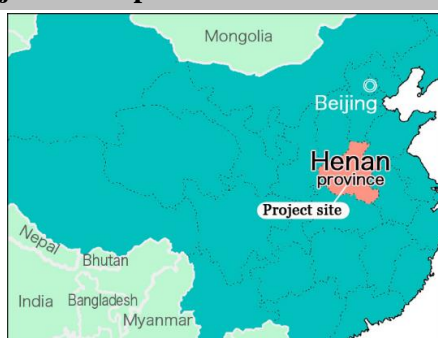 Mongolia
Beijing
Henan
province
Project site
Nepal
Bhutan
India
Bangladesh
Myanmar